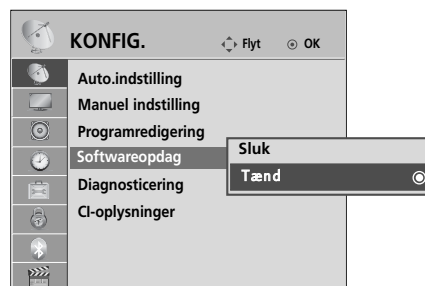 KONFIG. Flyt OK
Auto.indstilling
Manuel indstilling
Programredigering
Softwareopdag
Sluk
Tænd
Diagnosticering
CI-oplysninger